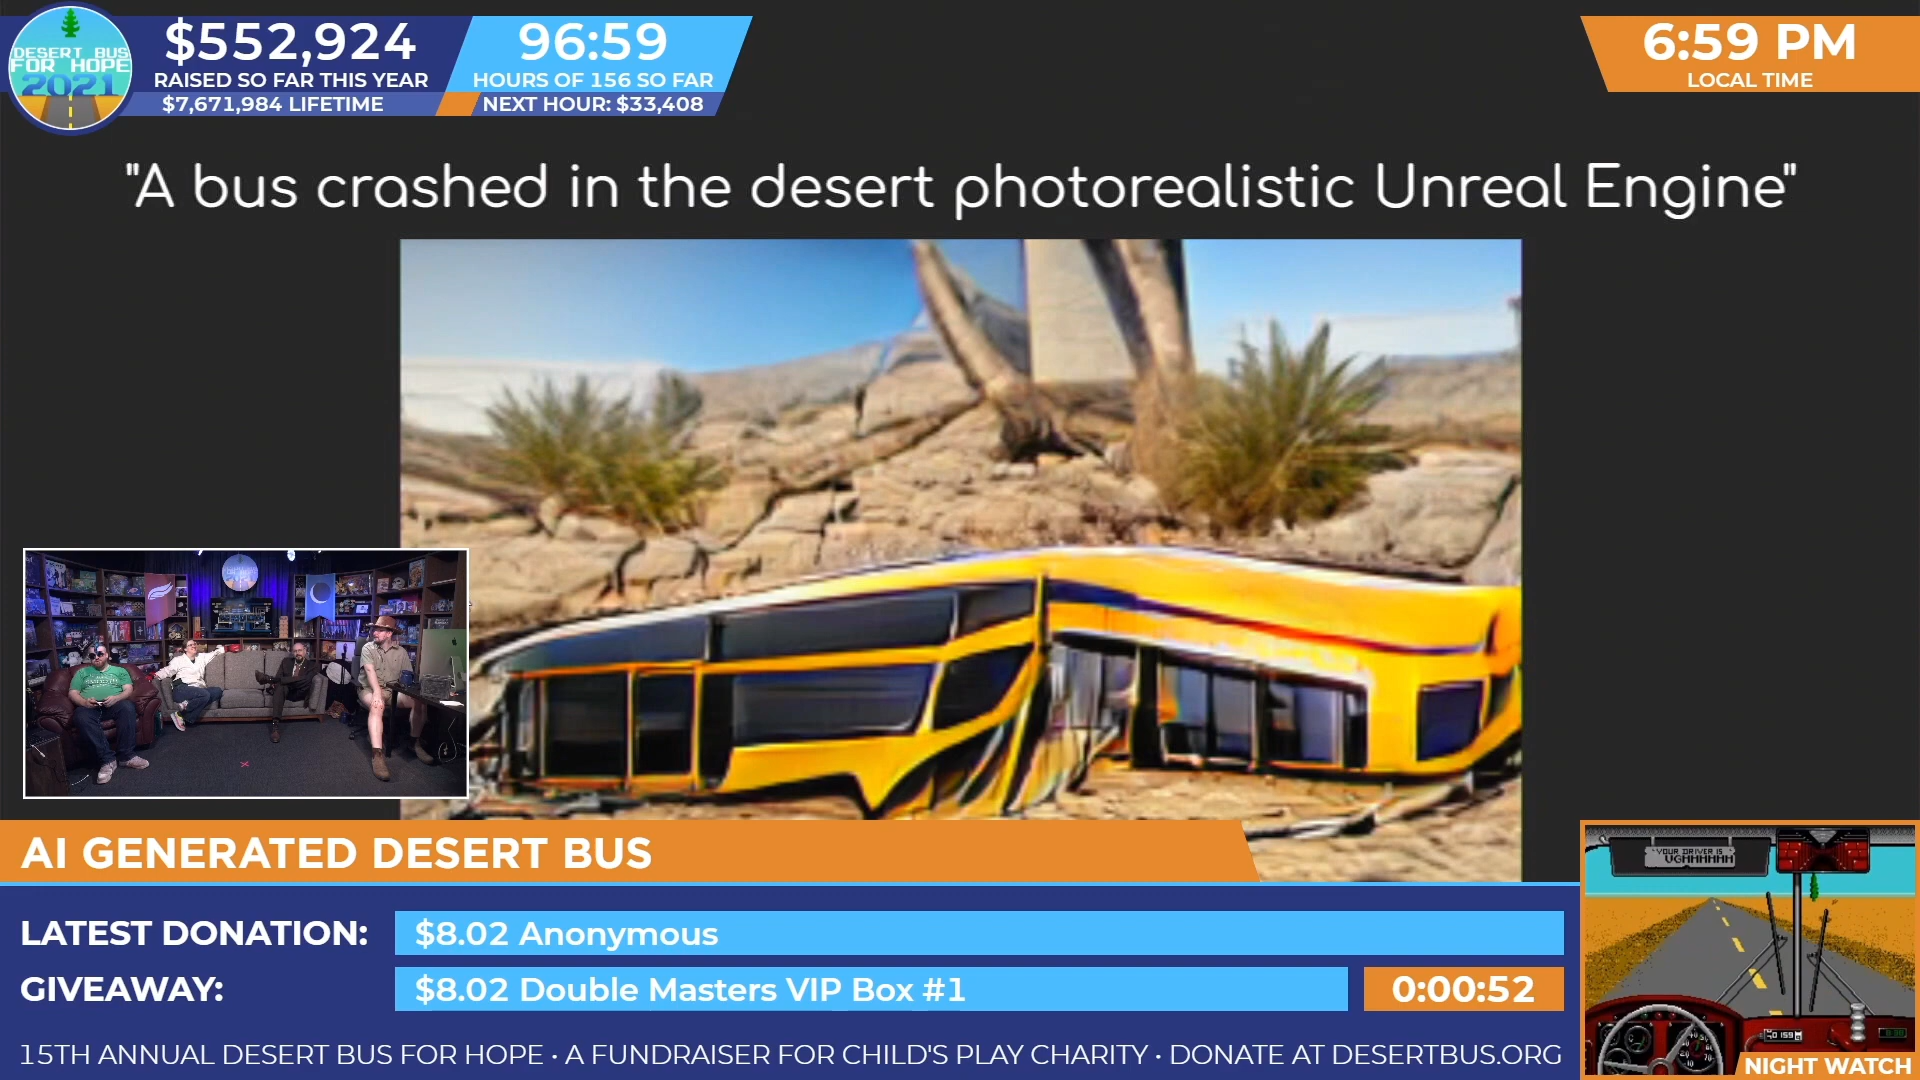 DESERT BUS
FOR HOPE
2021
$552,924
RAISED SO FAR THIS YEAR
$7,671,984 LIFETIME
96:59
HOURS OF 156 SO FAR
NEXT HOUR: $33,408
6:59 PM
LOCAL TIME
"A bus crashed in the desert photorealistic Unreal Engine"
AI GENERATED DESERT BUS
LATEST DONATION:
$8.02 Anonymous
GIVEAWAY:
$8.02 Double Masters VIP Box #1
0:00:52
15TH ANNUAL DESERT BUS FOR HOPE • A FUNDRAISER FOR CHILD'S PLAY CHARITY • DONATE AT DESERTBUS.ORG
YOUR DRIVER IS
UGHHHHHH
NIGHT WATCH